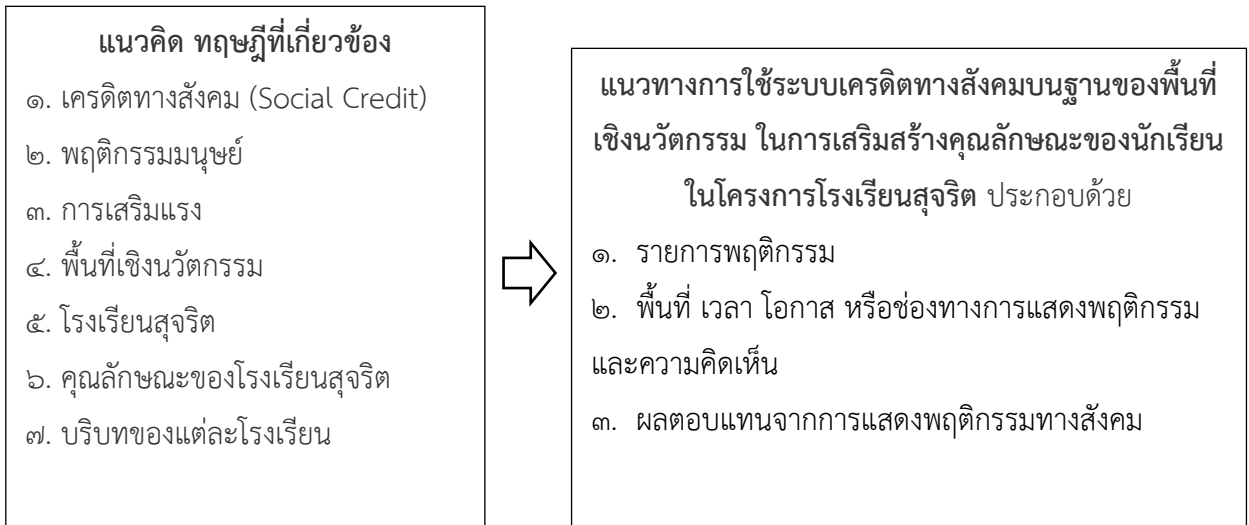 แนวคิด ทฤษฎีที่เกี่ยวข้อง
๑. เครดิตทางสังคม (Social Credit)
๒. พฤติกรรมมนุษย์
๓. การเสริมแรง
๔. พื้นที่เชิงนวัตกรรม
๕. โรงเรียนสุจริต
๖. คุณลักษณะของโรงเรียนสุจริต
๗. บริบทของแต่ละโรงเรียน
แนวทางการใช้ระบบเครดิตทางสังคมบนฐานของพื้นที่
เชิงนวัตกรรม ในการเสริมสร้างคุณลักษณะของนักเรียน
ในโครงการโรงเรียนสุจริต ประกอบด้วย
๑. รายการพฤติกรรม
๒. พื้นที่ เวลา โอกาส หรือช่องทางการแสดงพฤติกรรม
และความคิดเห็น
๓. ผลตอบแทนจากการแสดงพฤติกรรมทางสังคม